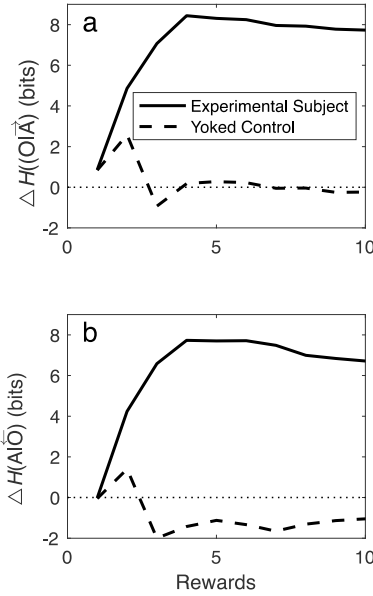 a
△H((O|A⃗) (bits)
8
6
4
2
0
-2
Experimental Subject
Yoked Control
0 5 10
Rewards
b
△H(A|O⃖) (bits)
8
6
4
2
0
-2
0 5 10
Rewards